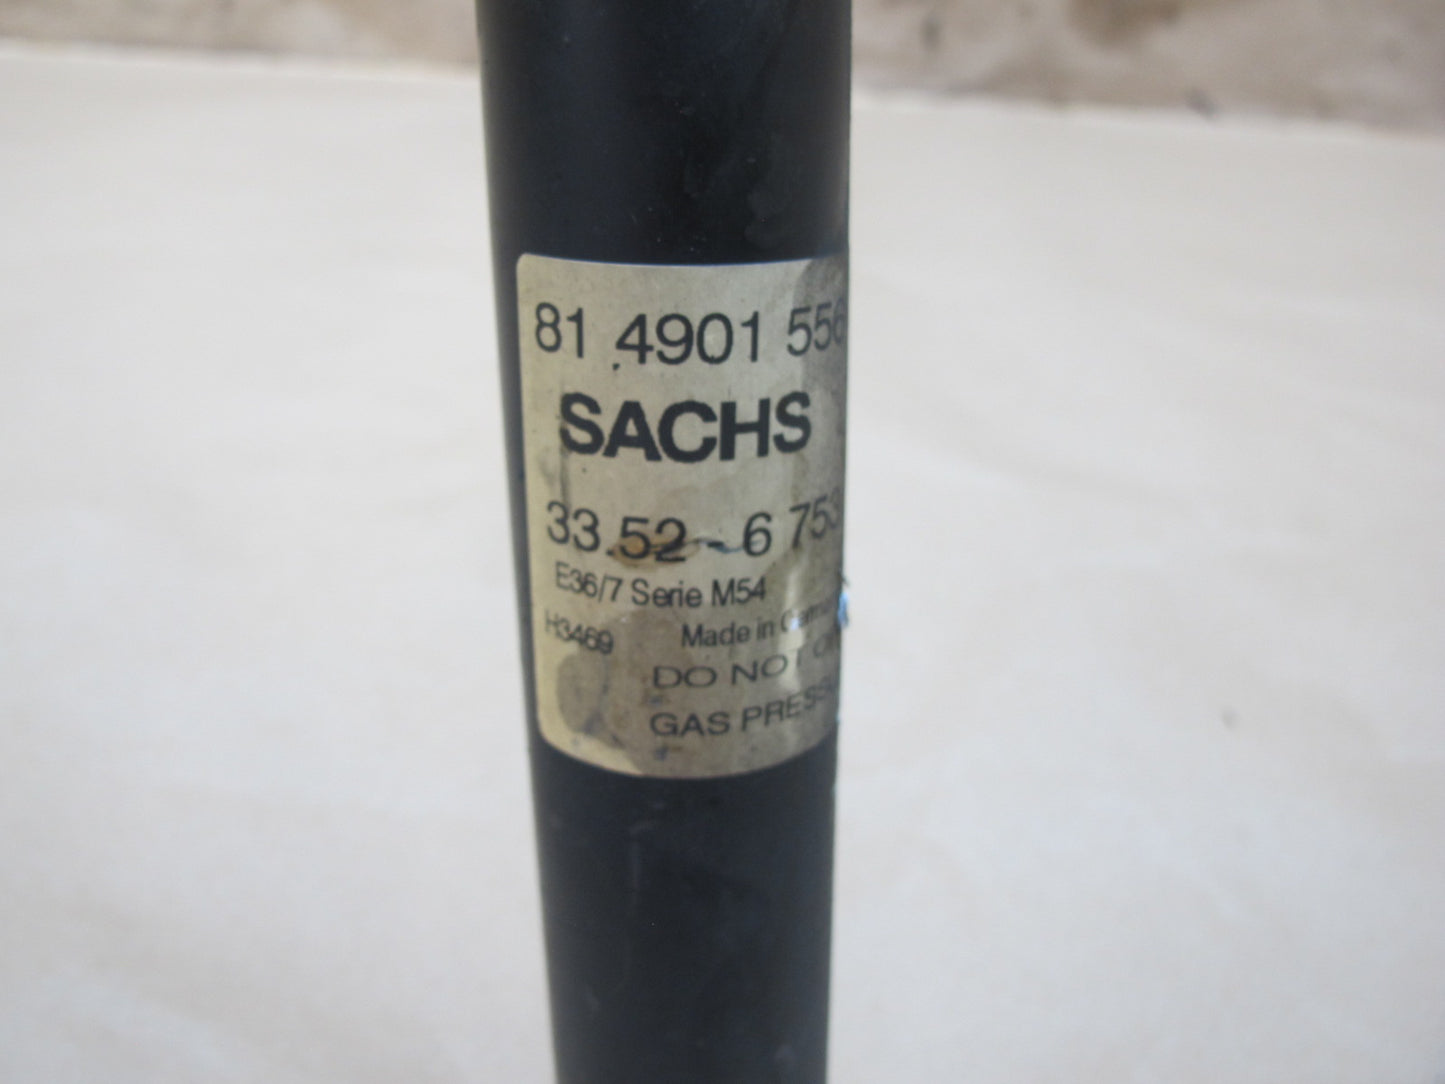 81 4901 556
SACHS
33.52 - 6 753
E36/7 Serie M54
H3469 Made in
DO NOT
GAS